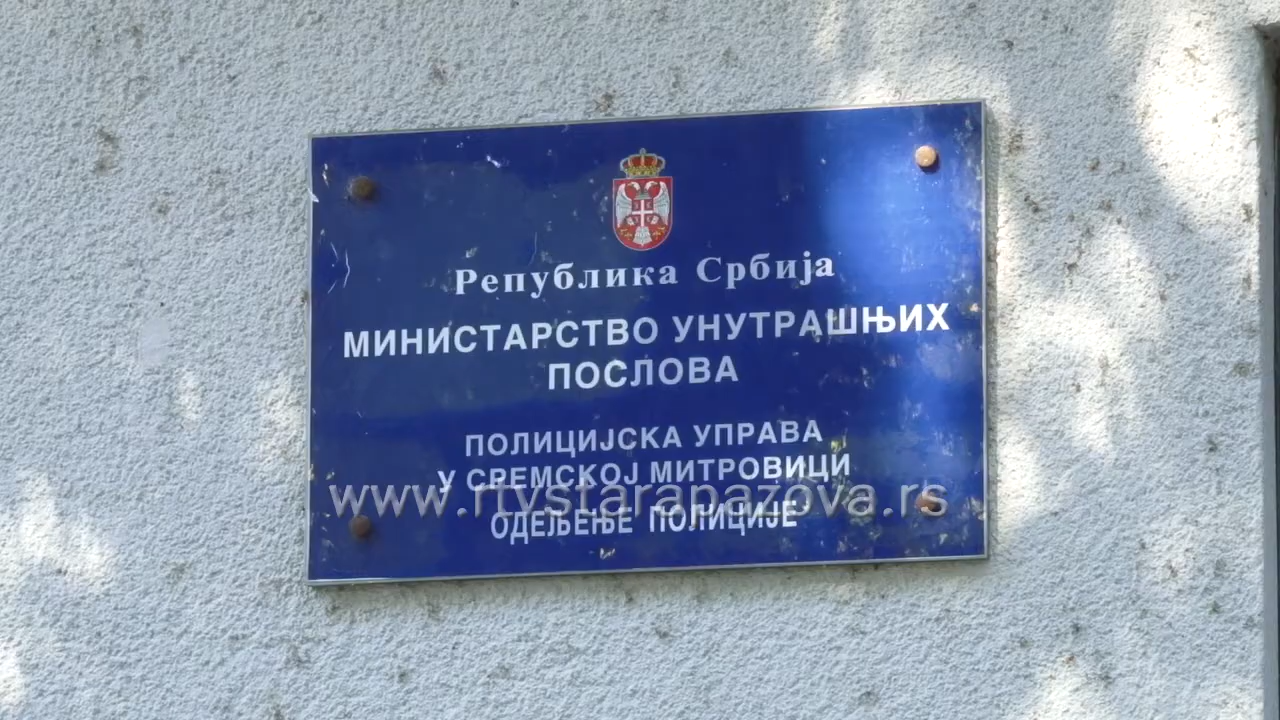 Република Србија
МИНИСТАРСТВО УНУТРАШЊИХ
ПОСЛОВА
ПОЛИЦИЈСКА УПРАВА
У СРЕМСКОЈ МИТРОВИЦИ
www.rtvstarapazova.rs
ОДЕЉЕЊЕ ПОЛИЦИЈЕ